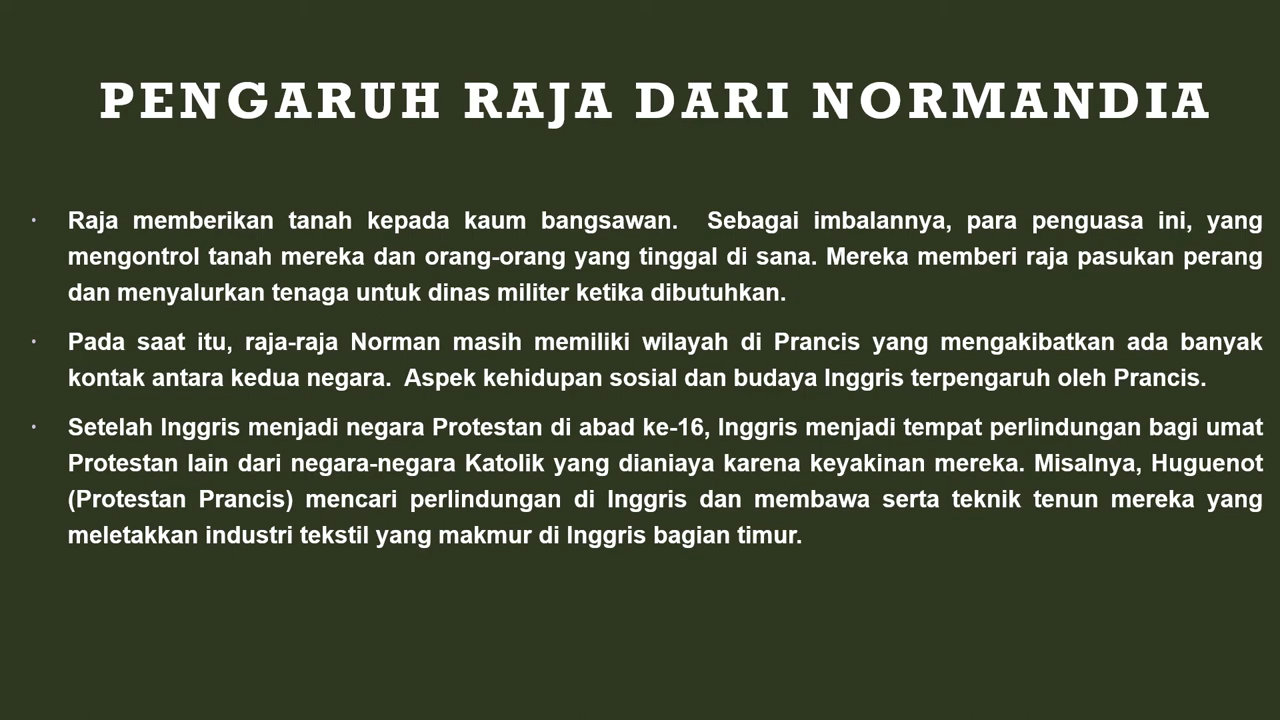 PENGARUH RAJA DARI NORMANDIA
• Raja memberikan tanah kepada kaum bangsawan.  Sebagai imbalannya, para penguasa ini, yang
mengontrol tanah mereka dan orang-orang yang tinggal di sana. Mereka memberi raja pasukan perang
dan menyalurkan tenaga untuk dinas militer ketika dibutuhkan.
• Pada saat itu, raja-raja Norman masih memiliki wilayah di Prancis yang mengakibatkan ada banyak
kontak antara kedua negara.  Aspek kehidupan sosial dan budaya Inggris terpengaruh oleh Prancis.
• Setelah Inggris menjadi negara Protestan di abad ke-16, Inggris menjadi tempat perlindungan bagi umat
Protestan lain dari negara-negara Katolik yang dianiaya karena keyakinan mereka. Misalnya, Huguenot
(Protestan Prancis) mencari perlindungan di Inggris dan membawa serta teknik tenun mereka yang
meletakkan industri tekstil yang makmur di Inggris bagian timur.